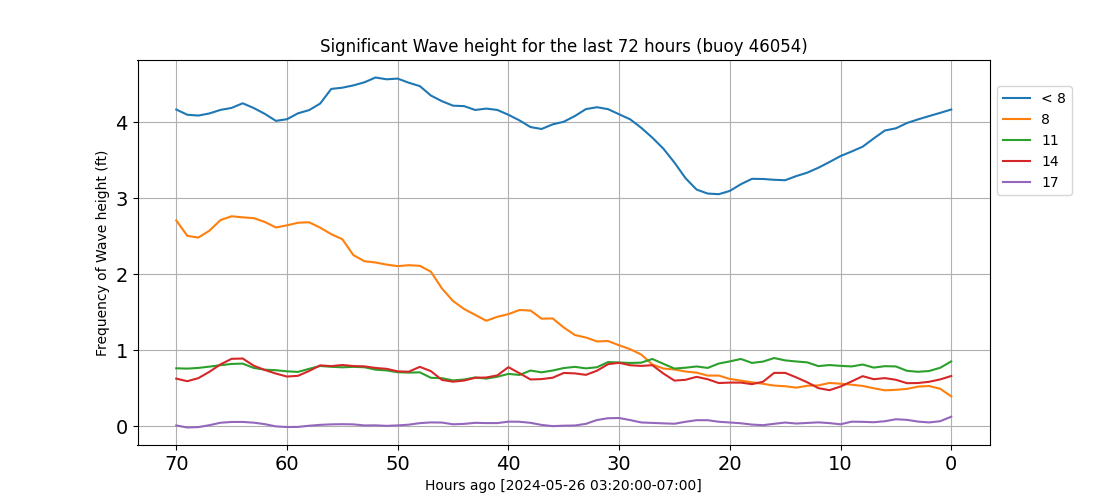 Significant Wave height for the last 72 hours (buoy 46054)
Frequency of Wave height (ft)
4
3
2
1
0
70 60 50 40 30 20 10 0
Hours ago [2024-05-26 03:20:00-07:00]
< 8
8
11
14
17